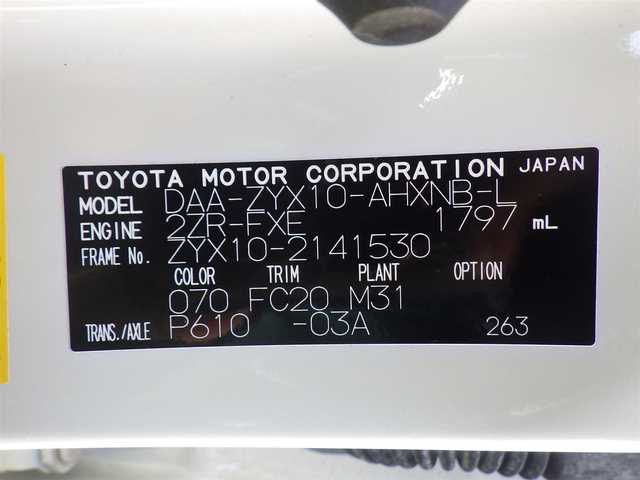 TOYOTA MOTOR CORPORATION JAPAN
MODEL DAA-ZYX10-AHXNB-L
ENGINE 2ZR-FXE 1797 mL
FRAME No. ZYX10-2141530
COLOR TRIM PLANT OPTION
070 FC20 M31
TRANS./AXLE P610 -03A 263